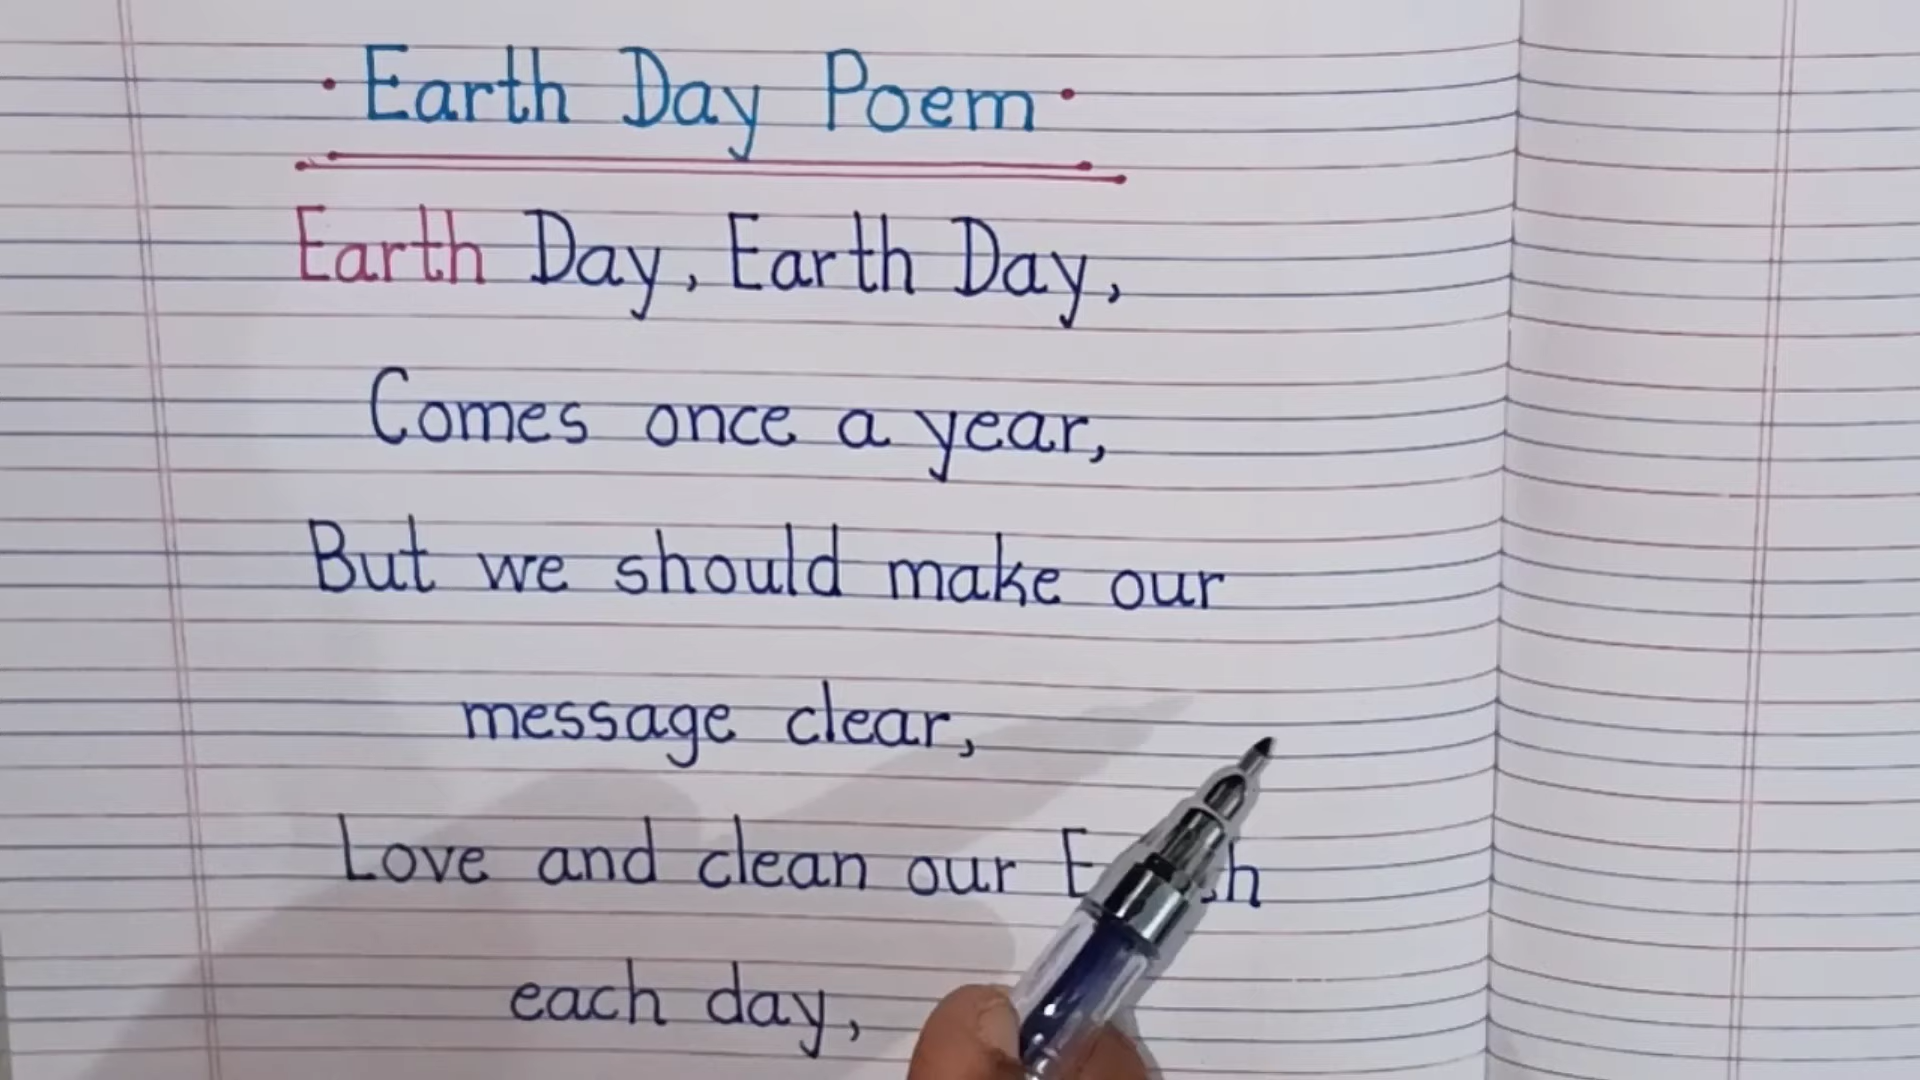 · Earth Day Poem ·
Earth Day, Earth Day,
Comes once a year,
But we should make our
message clear,
Love and clean our
each day,